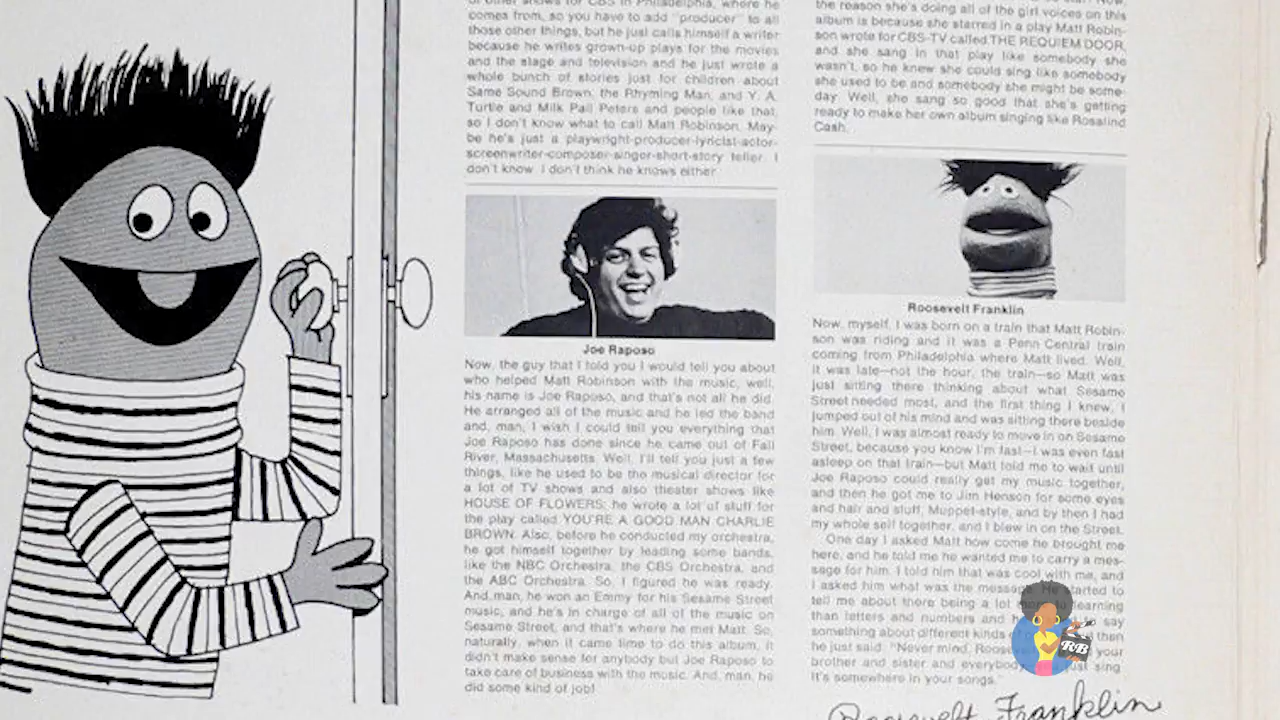 of other shows for CBS in Philadelphia, where he
comes from, so you have to add "producer" to all
those other things, but he just calls himself a writer
because he writes grown-up plays for the movies
and the stage and television and he just wrote a
whole bunch of stories just for children about
Same Sound Brown, the Rhyming Man, and Y. A.
Turtle and Milk Pail Peters and people like that,
so I don't know what to call Matt Robinson. May-
be he's just a playwright-producer-lyricist-actor-
screenwriter-composer-singer-short-story teller. I
don't know. I don't think he knows either.
Joe Raposo
Now, the guy that I told you I would tell you about
who helped Matt Robinson with the music, well,
his name is Joe Raposo, and that's not all he did.
He arranged all of the music and he led the band
and, man, I wish I could tell you everything that
Joe Raposo has done since he came out of Fall
River, Massachusetts. Well, I'll tell you just a few
things, like he used to be the musical director for
a lot of TV shows and also theater shows like
HOUSE OF FLOWERS; he wrote a lot of stuff for
the play called YOU'RE A GOOD MAN CHARLIE
BROWN. Also, before he conducted my orchestra,
he got himself together by leading some bands,
like the NBC Orchestra, the CBS Orchestra, and
the ABC Orchestra. So, I figured he was ready.
And, man, he won an Emmy for his Sesame Street
music, and he's in charge of all of the music on
Sesame Street, and that's where he met Matt. So,
naturally, when it came time to do this album, it
didn't make sense for anybody but Joe Raposo to
take care of business with the music. And, man, he
did some kind of job!
the reason she's doing all of the girl voices on this
album is because she starred in a play Matt Robin-
son wrote for CBS-TV called THE REQUIEM DOOR,
and she sang in that play like somebody she
wasn't, so he knew she could sing like somebody
she used to be and somebody she might be some-
day. Well, she sang so good that she's getting
ready to make her own album singing like Rosalind
Cash.
Roosevelt Franklin
Now, myself, I was born on a train that Matt Robin-
son was riding and it was a Penn Central train
coming from Philadelphia where Matt lived. Well,
it was late—not the hour, the train—so Matt was
just sitting there thinking about what Sesame
Street needed most, and the first thing I knew, I
jumped out of his mind and was sitting there beside
him. Well, I was almost ready to move in on Sesame
Street, because you know I'm fast—I was even fast
asleep on that train—but Matt told me to wait until
Joe Raposo could really get my music together,
and then he got me to Jim Henson for some eyes
and hair and stuff, Muppet-style, and by then I had
my whole self together, and I blew in on the Street.
One day I asked Matt how come he brought me
here, and he told me he wanted me to carry a mes-
sage for him. I told him that was cool with me, and
I asked him what was the message. He started to
tell me about there being a lot learning
than letters and numbers and say
something about different kinds then
he just said: "Never mind, Roose your
brother and sister and everybody just sing.
It's somewhere in your songs."
Roosevelt Franklin
RB